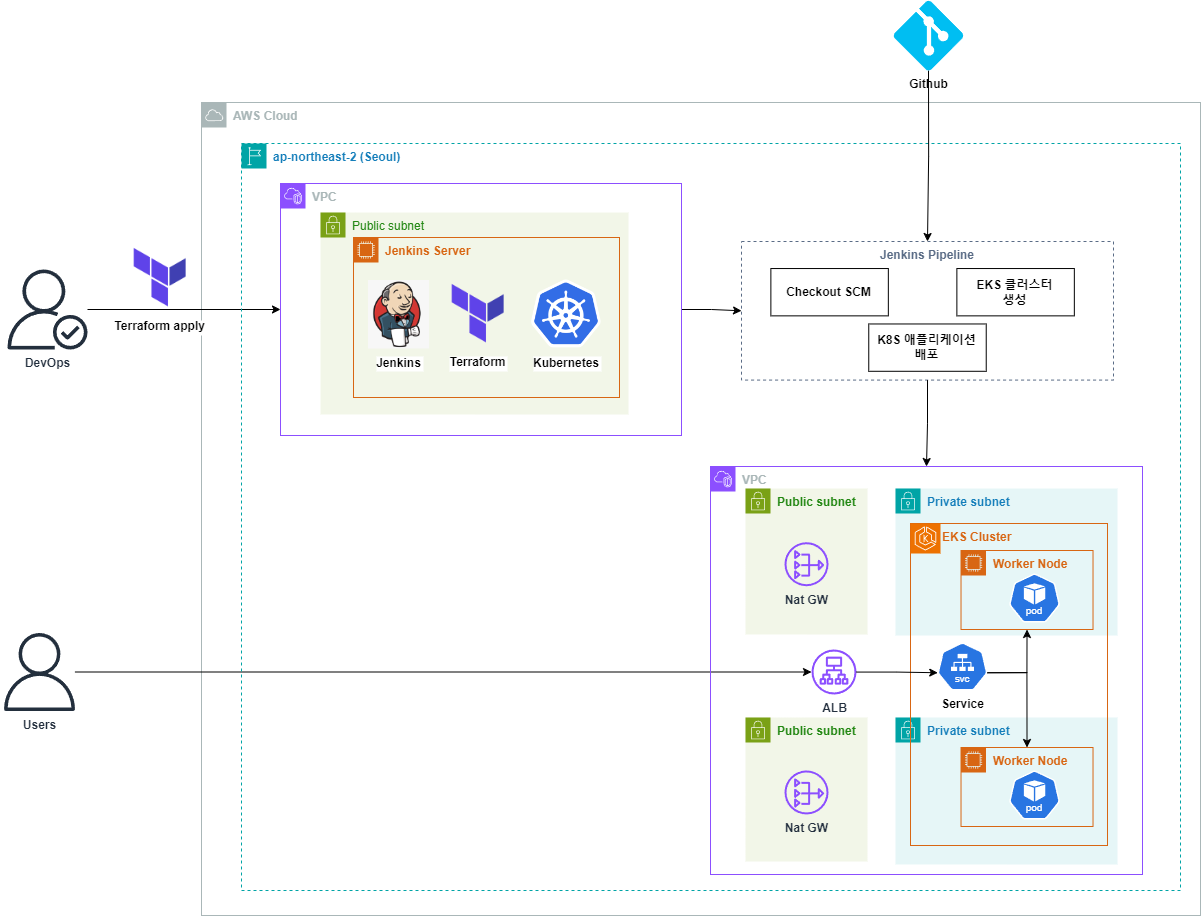 Github
AWS Cloud
ap-northeast-2 (Seoul)
VPC
Public subnet
Jenkins Server
Jenkins
Terraform
Kubernetes
Terraform apply
DevOps
Jenkins Pipeline
Checkout SCM
EKS 클러스터
생성
K8S 애플리케이션
배포
VPC
Public subnet
Nat GW
Private subnet
EKS Cluster
Worker Node
pod
Users
ALB
svc
Service
Public subnet
Nat GW
Private subnet
Worker Node
pod